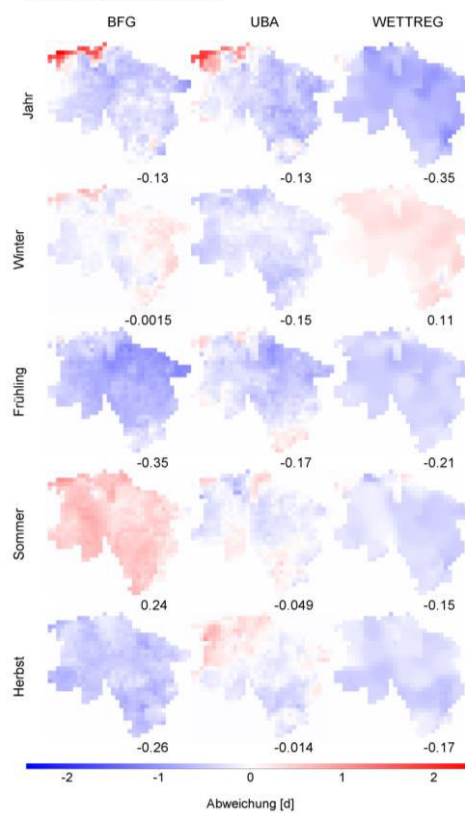 BFG UBA WETTREG
Jahr
-0.13 -0.13 -0.35
Winter
-0.0015 -0.15 0.11
Frühling
-0.35 -0.17 -0.21
Sommer
0.24 -0.049 -0.15
Herbst
-0.26 -0.014 -0.17
-2 -1 0 1 2
Abweichung [d]